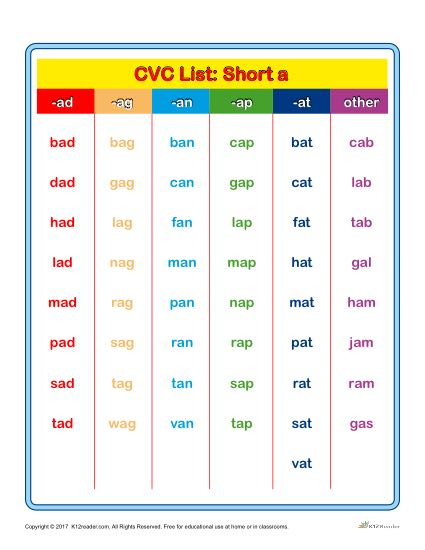 CVC List: Short a
-ad -ag -an -ap -at other
bad bag ban cap bat cab
dad gag can gap cat lab
had lag fan lap fat tab
lad nag man map hat gal
mad rag pan nap mat ham
pad sag ran rap pat jam
sad tag tan sap rat ram
tad wag van tap sat gas
vat
Copyright © 2017 K12reader.com. All Rights Reserved. Free for educational use at home or in classrooms.
K12Reader